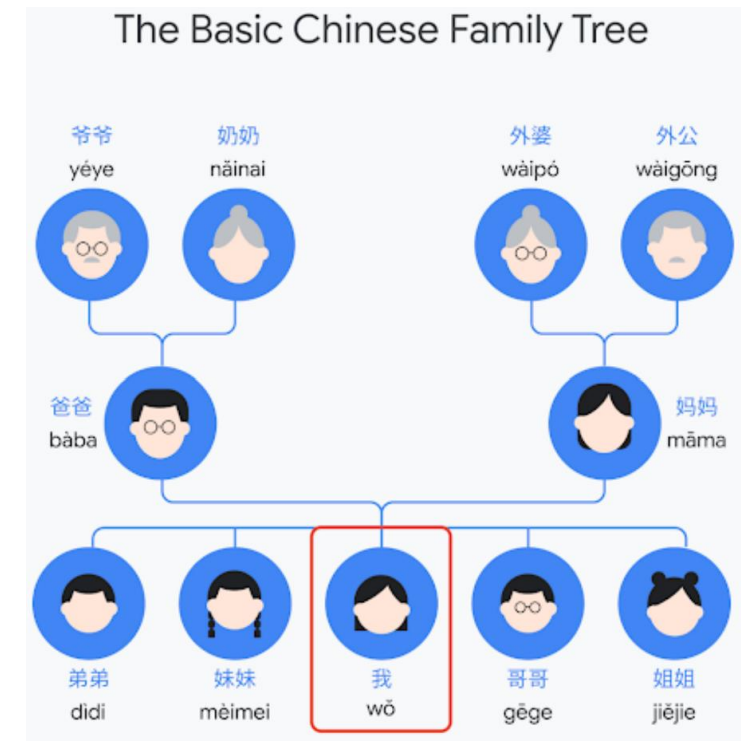 The Basic Chinese Family Tree
爷爷 奶奶 外婆 外公
yéye nǎinai wàipó wàigōng
爸爸 妈妈
bàba māma
弟弟 妹妹 我 哥哥 姐姐
dìdi mèimei wǒ gēge jiějie